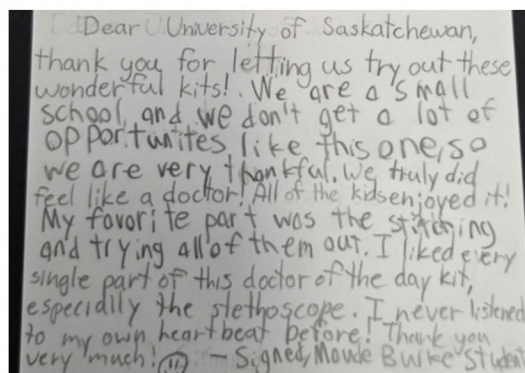 Dear University of Saskatchewan,
thank you for letting us try out these
wonderful kits!. We are a small
school, and we don't get a lot of
opportunites like this one, so
we are very thankful. We truly did
feel like a doctor! All of the kids enjoyed it!
My favorite part was the stitching
and trying all of them out. I liked every
single part of this doctor of the day kit,
especially the stethoscope. I never listened
to my own heartbeat before! Thank you
very much! — Signed, Maude Burke Student